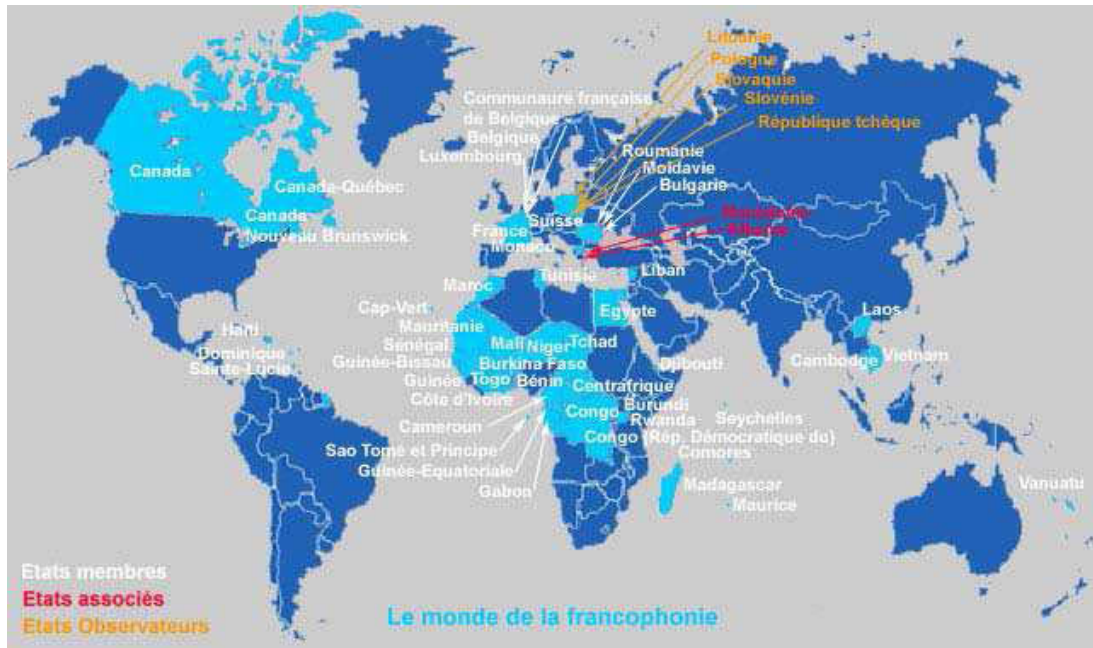 Lituanie
Pologne
Slovaquie
Slovénie
République tchèque
Communauré française
de Belgique
Belgique
Luxembourg
Roumanie
Moldavie
Bulgarie
Canada
Canada-Québec
Canada
Nouveau Brunswick
Suisse
France
Monaco
Macédoine
Albanie
Tunisie
Liban
Maroc
Egypte
Cap-Vert
Mauritanie
Laos
Haïti
Sénégal
Mali
Niger
Tchad
Dominique
Guinée-Bissau
Burkina Faso
Djibouti
Cambodge
Vietnam
Sainte-Lucie
Guinée
Togo
Bénin
Centrafrique
Côte d'Ivoire
Congo
Burundi
Cameroun
Rwanda
Seychelles
Congo (Rép. Démocratique du)
Sao Tomé et Principe
Comores
Guinée-Equatoriale
Gabon
Madagascar
Maurice
Vanuatu
Etats membres
Etats associés
Etats Observateurs
Le monde de la francophonie